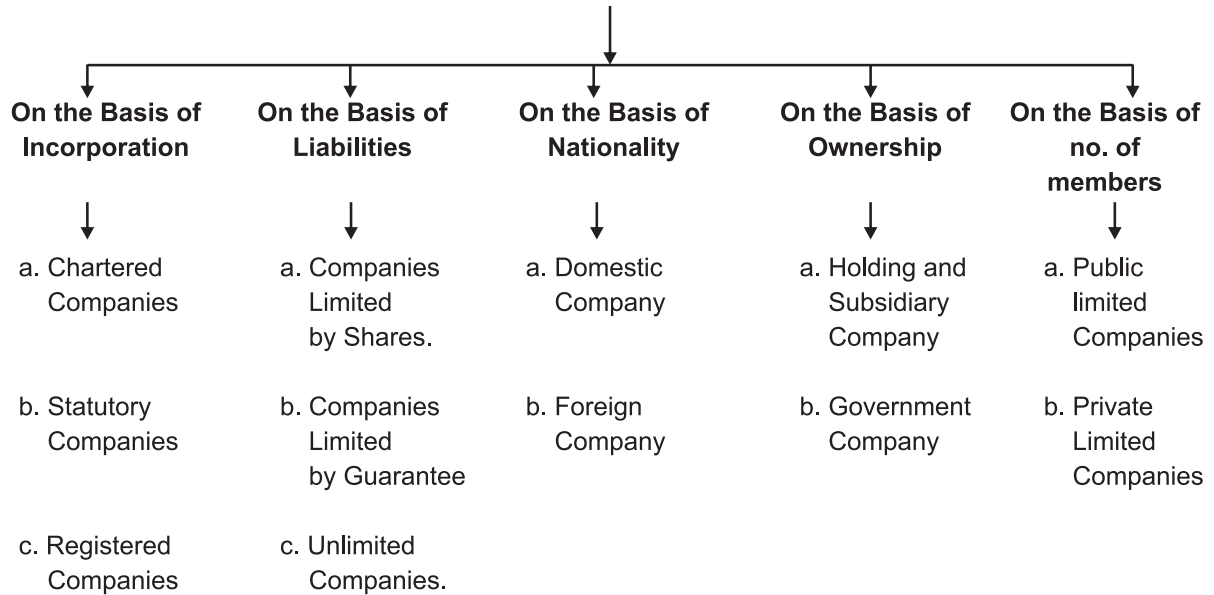 On the Basis of
Incorporation
On the Basis of
Liabilities
On the Basis of
Nationality
On the Basis of
Ownership
On the Basis of
no. of
members
a. Chartered
Companies
b. Statutory
Companies
c. Registered
Companies
a. Companies
Limited
by Shares.
b. Companies
Limited
by Guarantee
c. Unlimited
Companies.
a. Domestic
Company
b. Foreign
Company
a. Holding and
Subsidiary
Company
b. Government
Company
a. Public
limited
Companies
b. Private
Limited
Companies